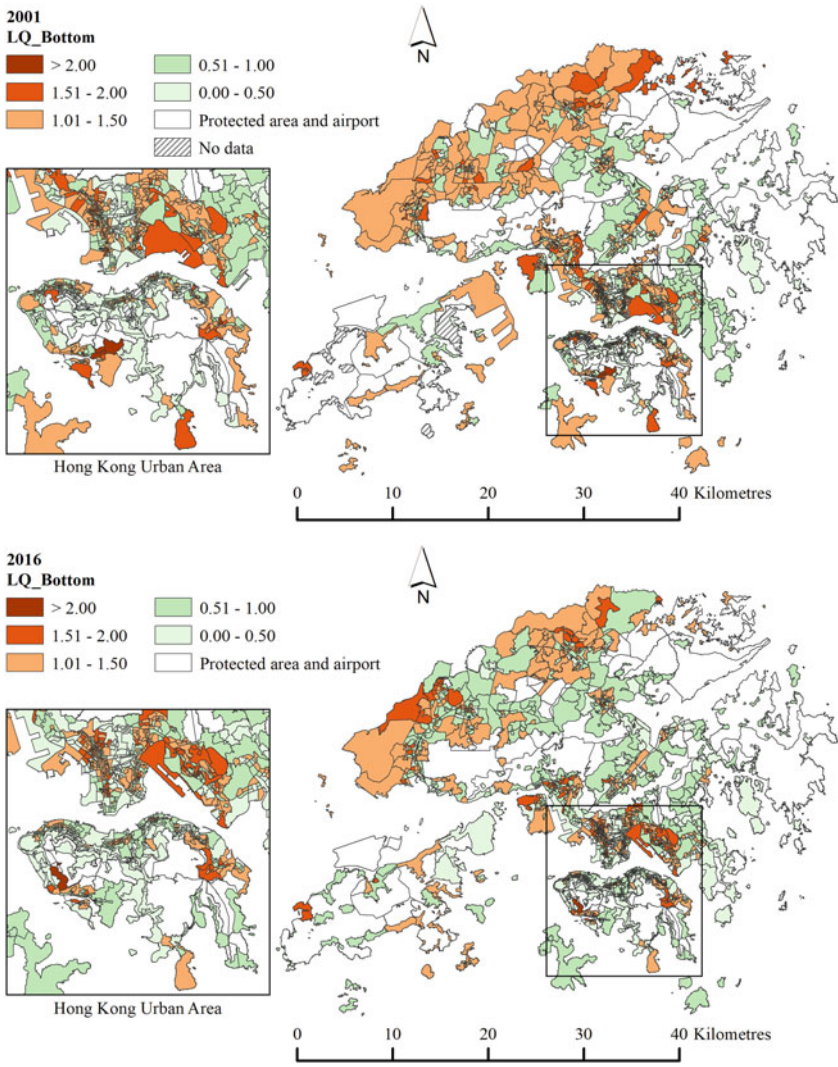 2001
LQ_Bottom
> 2.00
0.51 - 1.00
1.51 - 2.00
0.00 - 0.50
1.01 - 1.50
Protected area and airport
No data
N
Hong Kong Urban Area
0 10 20 30 40 Kilometres
2016
LQ_Bottom
> 2.00
0.51 - 1.00
1.51 - 2.00
0.00 - 0.50
1.01 - 1.50
Protected area and airport
N
Hong Kong Urban Area
0 10 20 30 40 Kilometres